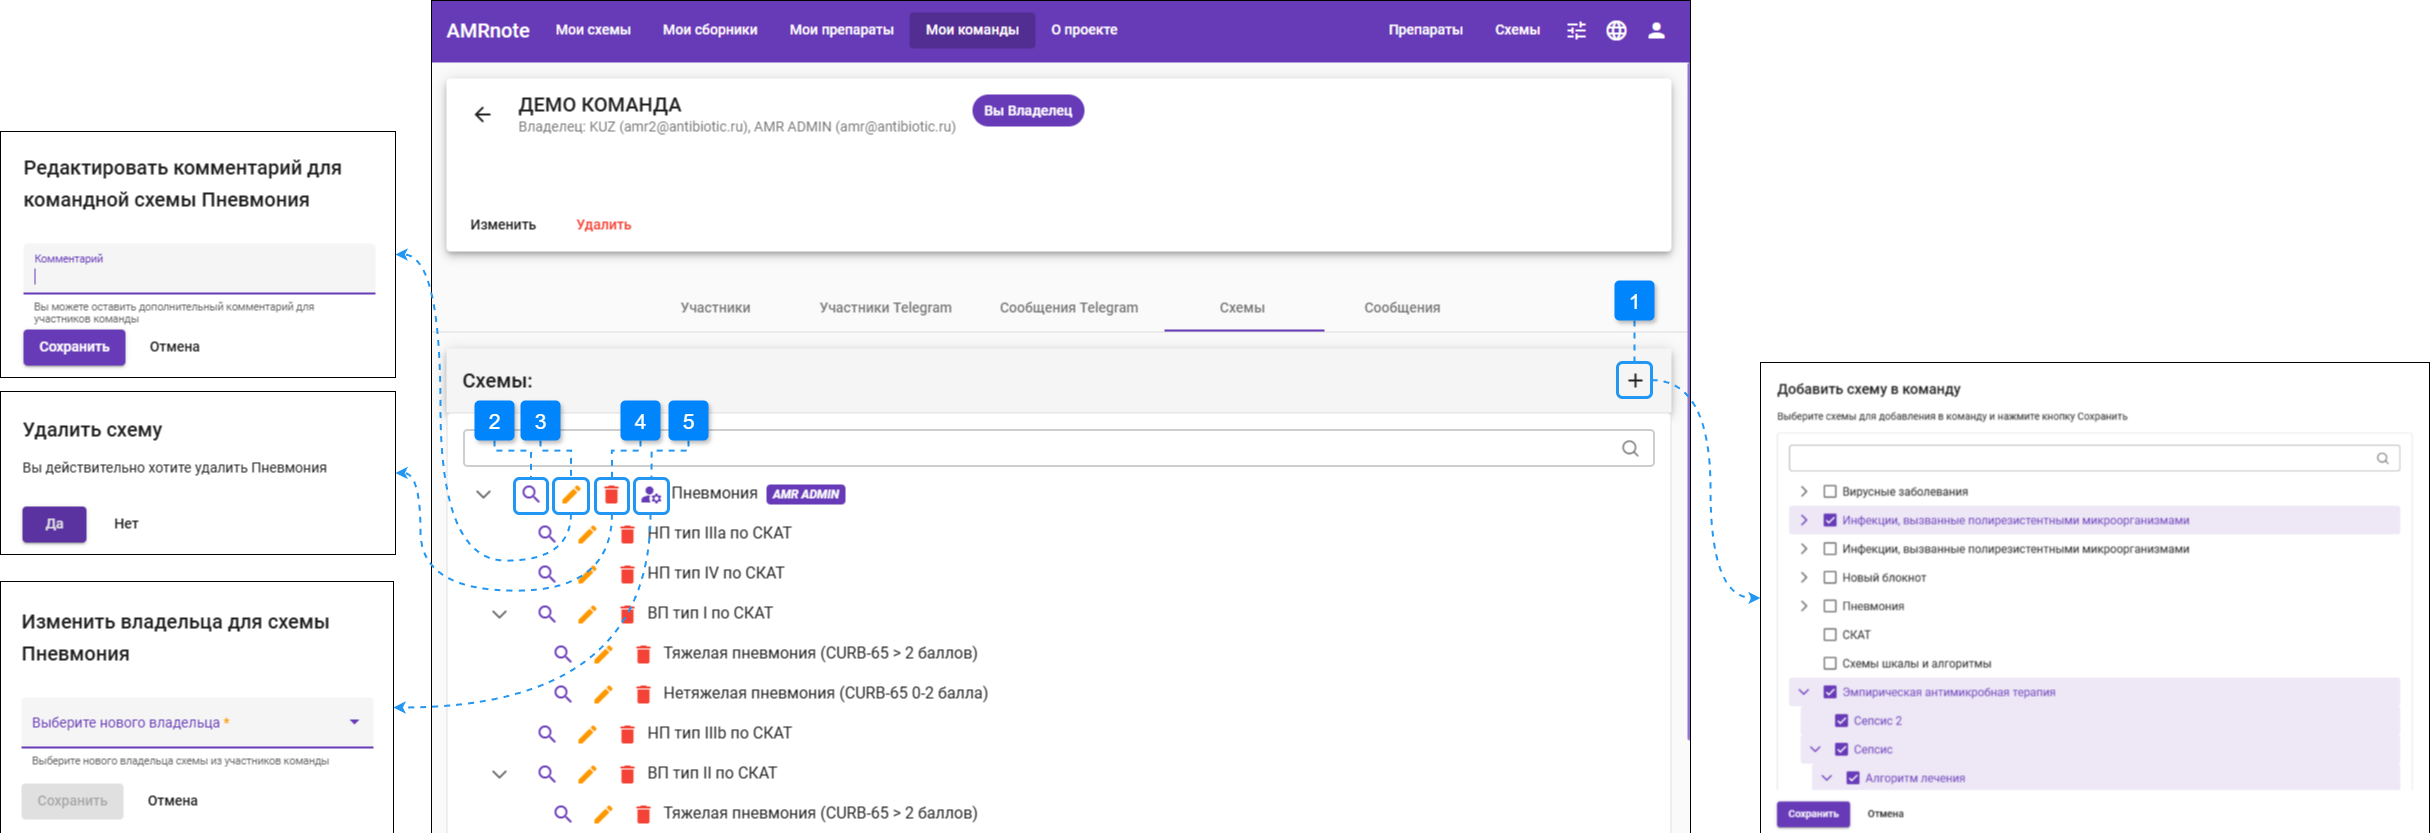 AMRnote
Мои схемы
Мои сборники
Мои препараты
Мои команды
О проекте
Препараты
Схемы
ДЕМО КОМАНДА
Вы Владелец
Владелец: KUZ (amr2@antibiotic.ru), AMR ADMIN (amr@antibiotic.ru)
Изменить
Удалить
Участники
Участники Telegram
Сообщения Telegram
Схемы
Сообщения
1
Схемы:
2
3
4
5
Пневмония
AMR ADMIN
НП тип IIIa по СКАТ
НП тип IV по СКАТ
ВП тип I по СКАТ
Тяжелая пневмония (CURB-65 > 2 баллов)
Нетяжелая пневмония (CURB-65 0-2 балла)
НП тип IIIb по СКАТ
ВП тип II по СКАТ
Тяжелая пневмония (CURB-65 > 2 баллов)
Редактировать комментарий для
командной схемы Пневмония
Комментарий
Вы можете оставить дополнительный комментарий для
участников команды
Сохранить
Отмена
Удалить схему
Вы действительно хотите удалить Пневмония
Да
Нет
Изменить владельца для схемы
Пневмония
Выберите нового владельца *
Выберите нового владельца схемы из участников команды
Сохранить
Отмена
Добавить схему в команду
Выберите схемы для добавления в команду и нажмите кнопку Сохранить
Вирусные заболевания
Инфекции, вызванные полирезистентными микроорганизмами
Инфекции, вызванные полирезистентными микроорганизмами
Новый блокнот
Пневмония
СКАТ
Схемы шкалы и алгоритмы
Эмпирическая антимикробная терапия
Сепсис 2
Сепсис
Алгоритм лечения
Сохранить
Отмена